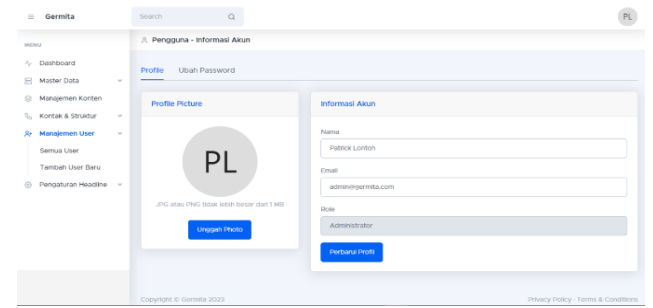 Germita
Search
PL
MENU
Dashboard
Master Data
Manajemen Konten
Kontak & Struktur
Manajemen User
Semua User
Tambah User Baru
Pengaturan Headline
Pengguna - Informasi Akun
Profile
Ubah Password
Profile Picture
PL
JPG atau PNG tidak lebih besar dari 1 MB
Unggah Photo
Informasi Akun
Nama
Patrick Lontoh
Email
admin@germita.com
Role
Administrator
Perbarui Profil
Copyright © Germita 2023
Privacy Policy · Terms & Conditions